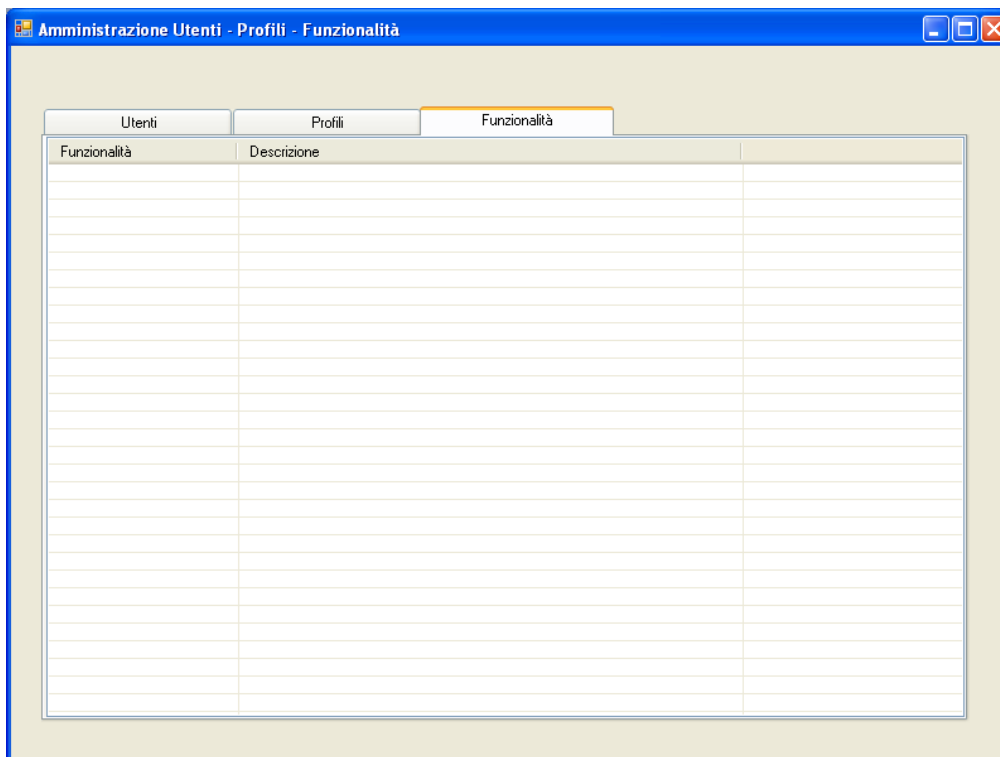 Amministrazione Utenti - Profili - Funzionalità
Utenti Profili Funzionalità
Funzionalità Descrizione